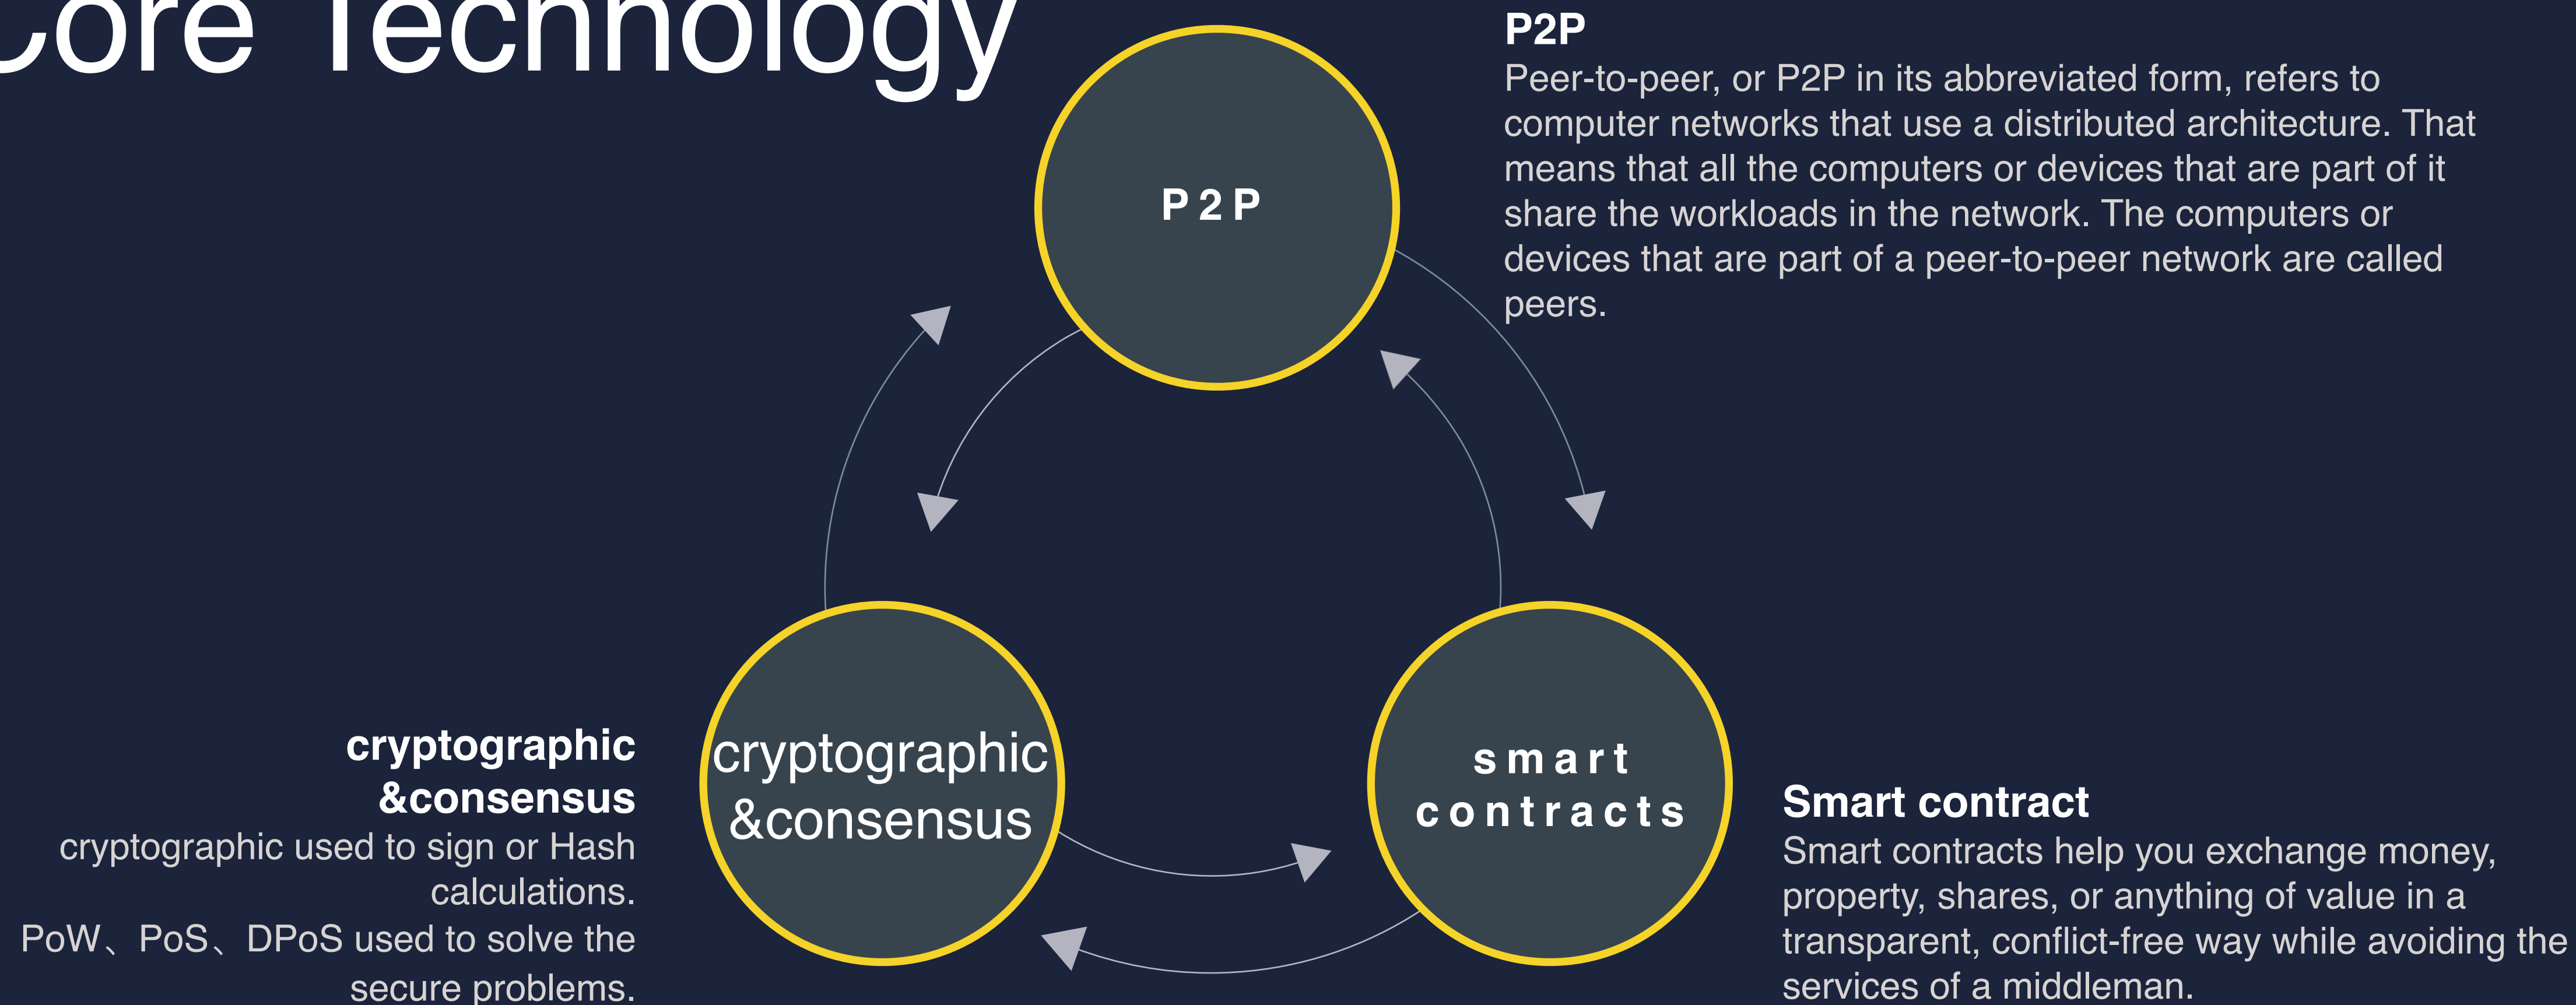 Core Technology
P2P
Peer-to-peer, or P2P in its abbreviated form, refers to
computer networks that use a distributed architecture. That
means that all the computers or devices that are part of it
share the workloads in the network. The computers or
devices that are part of a peer-to-peer network are called
peers.
P2P
cryptographic
&consensus
cryptographic used to sign or Hash
calculations.
PoW、PoS、DPoS used to solve the
secure problems.
cryptographic
&consensus
smart
contracts
Smart contract
Smart contracts help you exchange money,
property, shares, or anything of value in a
transparent, conflict-free way while avoiding the
services of a middleman.